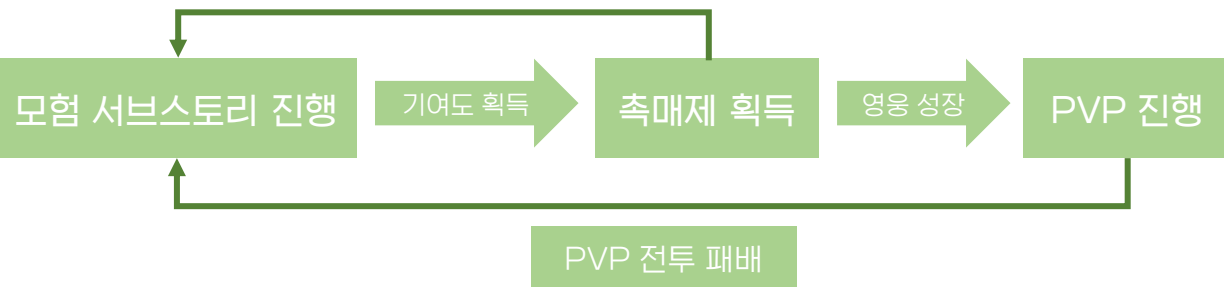 모험 서브스토리 진행
기여도 획득
촉매제 획득
영웅 성장
PVP 진행
PVP 전투 패배